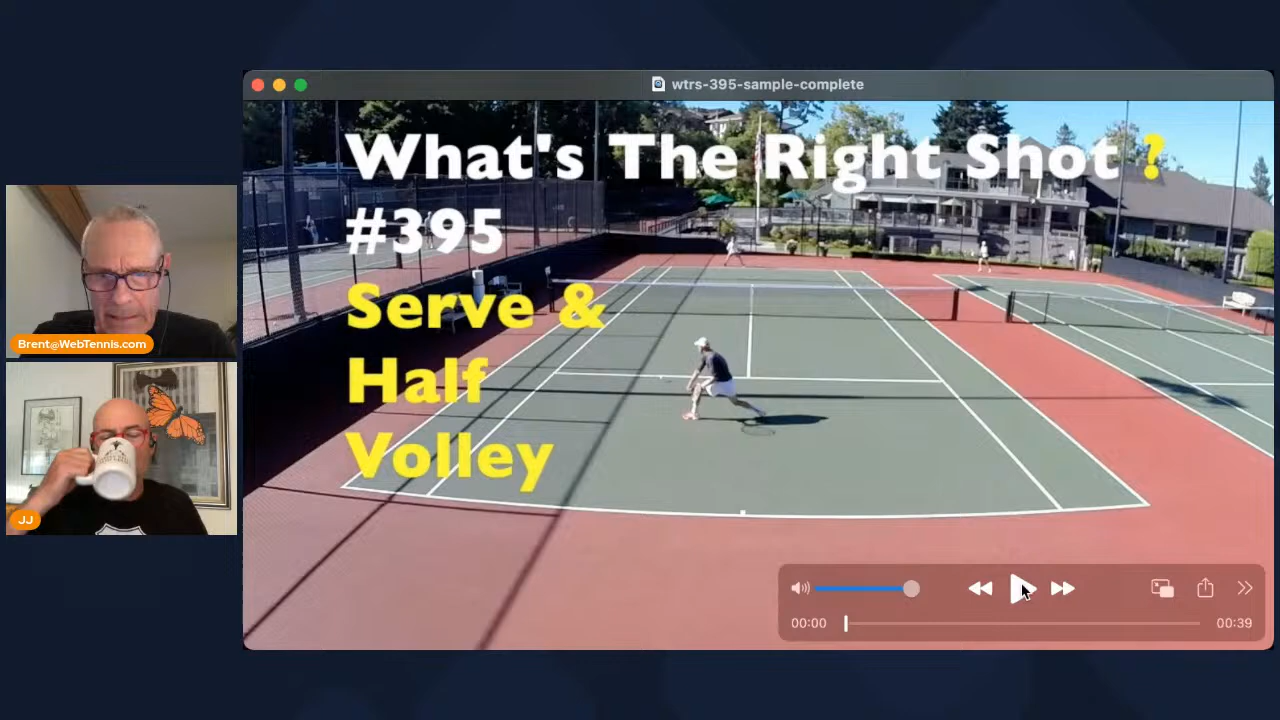 wtrs-395-sample-complete
What's The Right Shot ?
#395
Serve &
Half
Volley
Brent@WebTennis.com
JJ
00:00
00:39